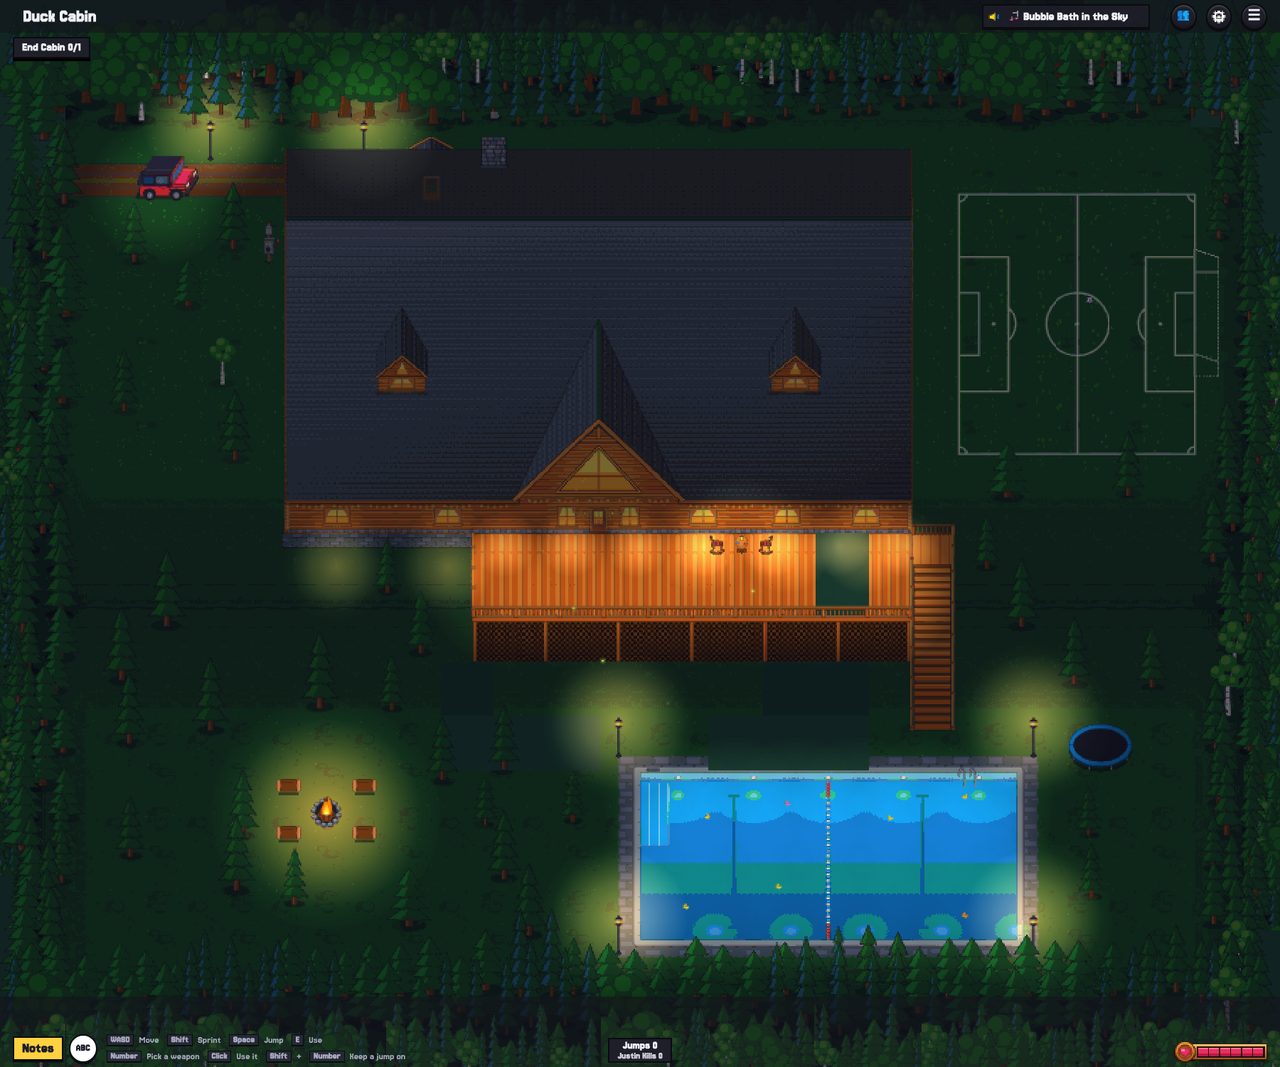 Duck Cabin
Bubble Bath in the Sky
End Cabin 0/1
Notes
ABC
WASD Move Shift Sprint Space Jump E Use
Number Pick a weapon Click Use it Shift + Number Keep a jump on
Jumps 0
Justin Kills 0